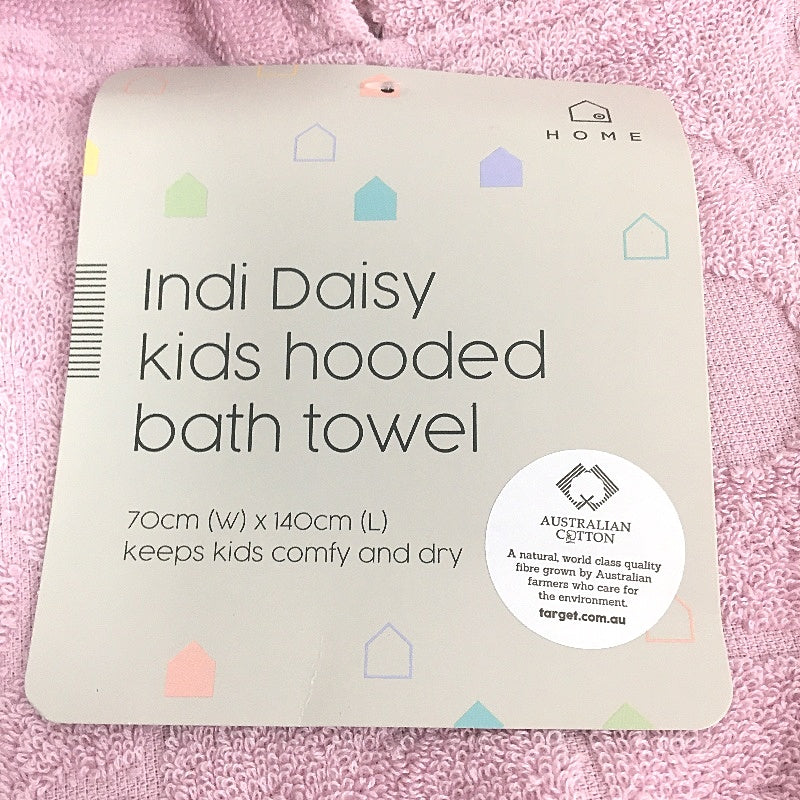 HOME
Indi Daisy
kids hooded
bath towel
70cm (W) x 140cm (L)
keeps kids comfy and dry
AUSTRALIAN
COTTON
A natural, world class quality
fibre grown by Australian
farmers who care for
the environment.
target.com.au